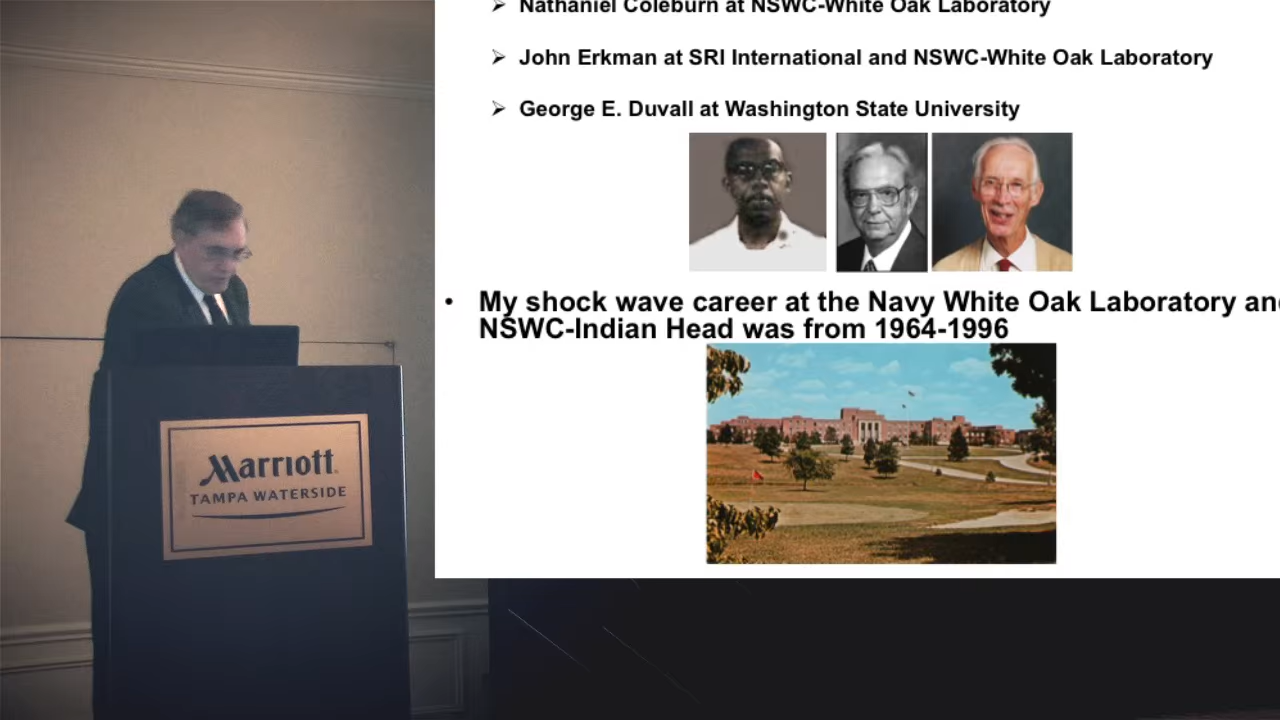 Nathaniel Coleburn at NSWC-White Oak Laboratory
➢ John Erkman at SRI International and NSWC-White Oak Laboratory
➢ George E. Duvall at Washington State University
• My shock wave career at the Navy White Oak Laboratory and
NSWC-Indian Head was from 1964-1996
Marriott
TAMPA WATERSIDE